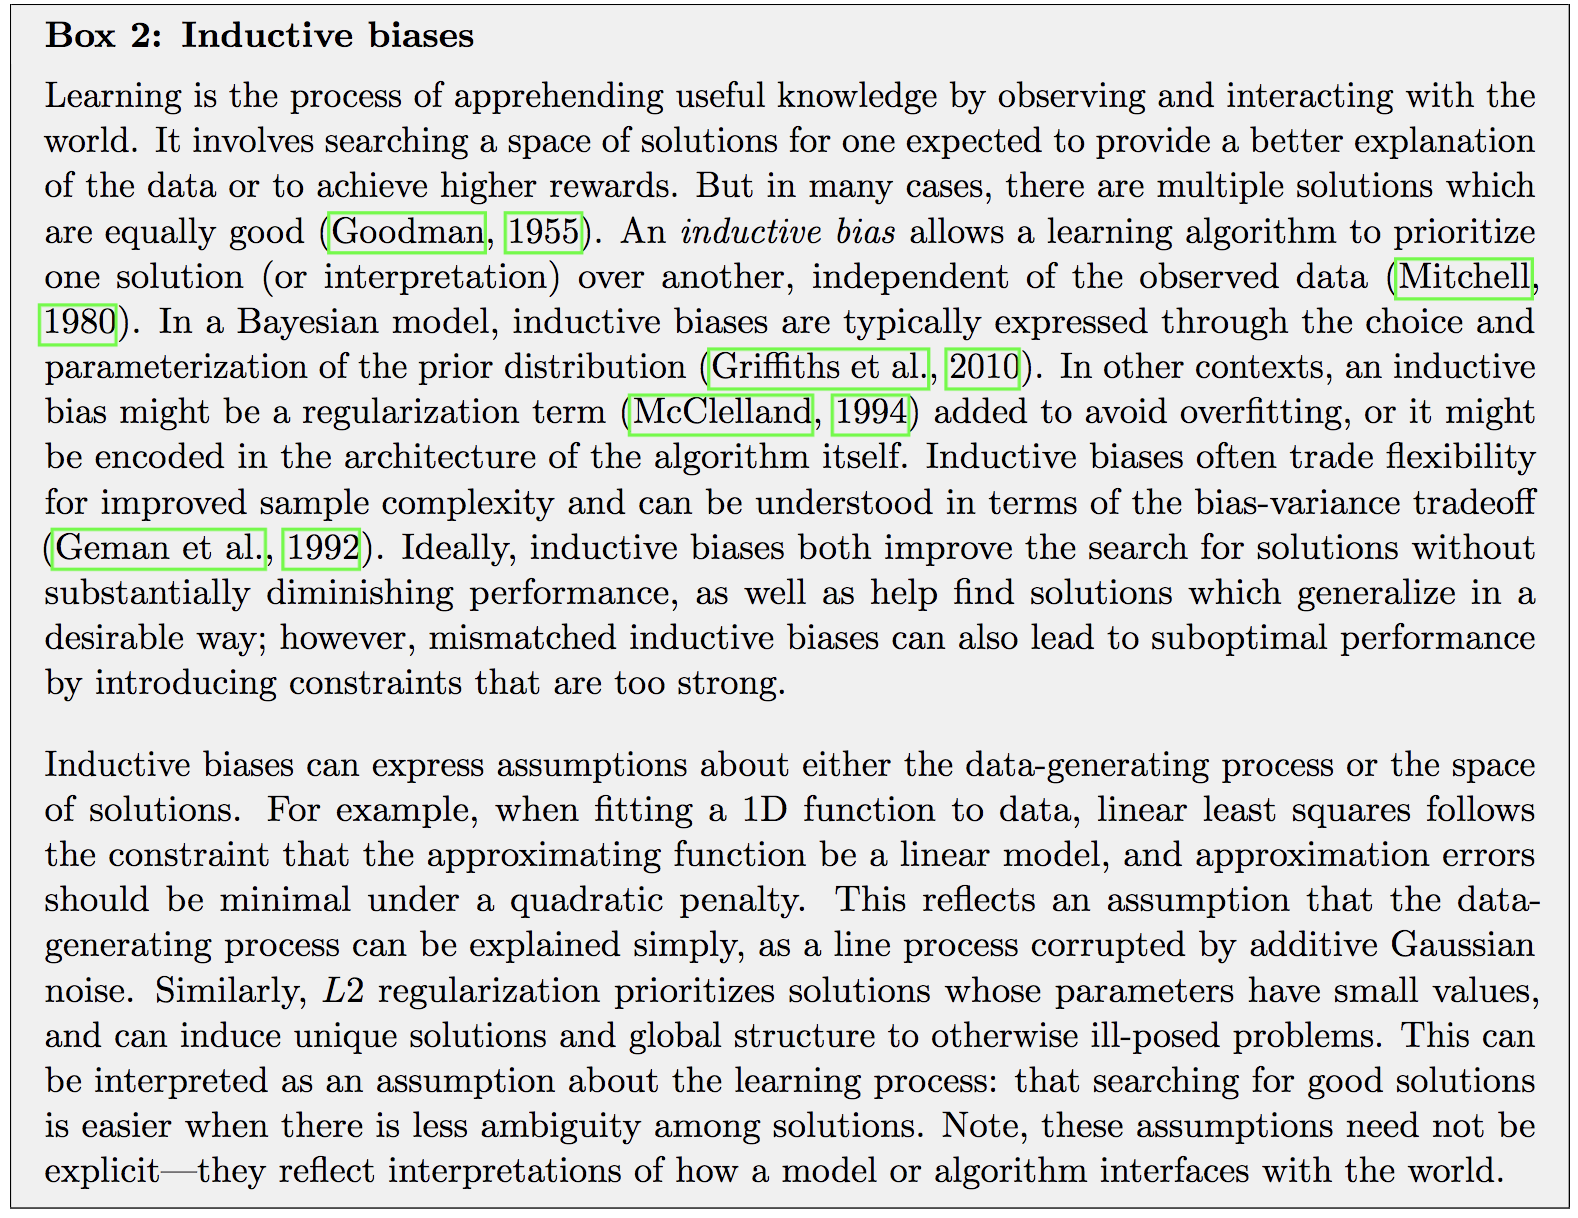 Box 2: Inductive biases
Learning is the process of apprehending useful knowledge by observing and interacting with the
world. It involves searching a space of solutions for one expected to provide a better explanation
of the data or to achieve higher rewards. But in many cases, there are multiple solutions which
are equally good (Goodman, 1955). An inductive bias allows a learning algorithm to prioritize
one solution (or interpretation) over another, independent of the observed data (Mitchell,
1980). In a Bayesian model, inductive biases are typically expressed through the choice and
parameterization of the prior distribution (Griffiths et al., 2010). In other contexts, an inductive
bias might be a regularization term (McClelland, 1994) added to avoid overfitting, or it might
be encoded in the architecture of the algorithm itself. Inductive biases often trade flexibility
for improved sample complexity and can be understood in terms of the bias-variance tradeoff
(Geman et al., 1992). Ideally, inductive biases both improve the search for solutions without
substantially diminishing performance, as well as help find solutions which generalize in a
desirable way; however, mismatched inductive biases can also lead to suboptimal performance
by introducing constraints that are too strong.
Inductive biases can express assumptions about either the data-generating process or the space
of solutions. For example, when fitting a 1D function to data, linear least squares follows
the constraint that the approximating function be a linear model, and approximation errors
should be minimal under a quadratic penalty. This reflects an assumption that the data-
generating process can be explained simply, as a line process corrupted by additive Gaussian
noise. Similarly, L2 regularization prioritizes solutions whose parameters have small values,
and can induce unique solutions and global structure to otherwise ill-posed problems. This can
be interpreted as an assumption about the learning process: that searching for good solutions
is easier when there is less ambiguity among solutions. Note, these assumptions need not be
explicit—they reflect interpretations of how a model or algorithm interfaces with the world.